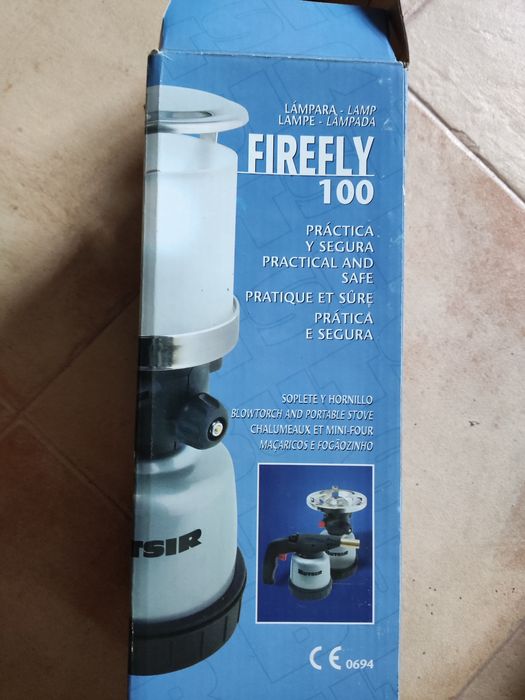 LÁMPARA - LAMP
LAMPE - LÂMPADA
FIREFLY
100
PRÁCTICA
Y SEGURA
PRACTICAL AND
SAFE
PRATIQUE ET SÛRE
PRÁTICA
E SEGURA
SOPLETE Y HORNILLO
BLOWTORCH AND PORTABLE STOVE
CHALUMEAUX ET MINI-FOUR
MAÇARICOS E FOGÃOZINHO
BUTSIR
CE 0694